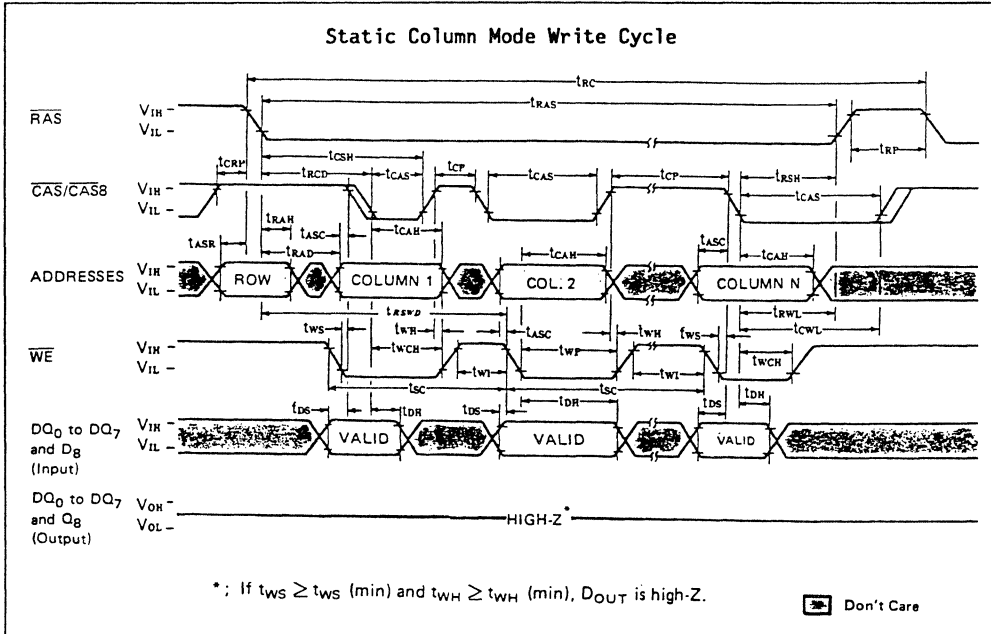 Static Column Mode Write Cycle
tRC
tRAS
RAS
VIH
VIL
tRP
tCSH
tCRP
tRCD
tCAS
tCP
tCAS
tCP
tRSH
tCAS
CAS/CAS8
VIH
VIL
tRAH
tASC
tCAH
tASR
tRAD
tCAH
tASC
tCAH
ADDRESSES
VIH
VIL
ROW
COLUMN 1
COL. 2
COLUMN N
tRSWD
tRWL
tCWL
tWS
tWH
tASC
tWH
tWS
WE
VIH
VIL
tWCH
tWP
tWCH
tWI
tWI
tSC
tSC
tDS
tDH
tDS
tDH
tDS
tDH
DQ0 to DQ7
and D8
(Input)
VIH
VIL
VALID
VALID
VALID
DQ0 to DQ7
and Q8
(Output)
VOH
VOL
HIGH-Z*
*; If tWS ≥ tWS (min) and tWH ≥ tWH (min), DOUT is high-Z.
Don't Care